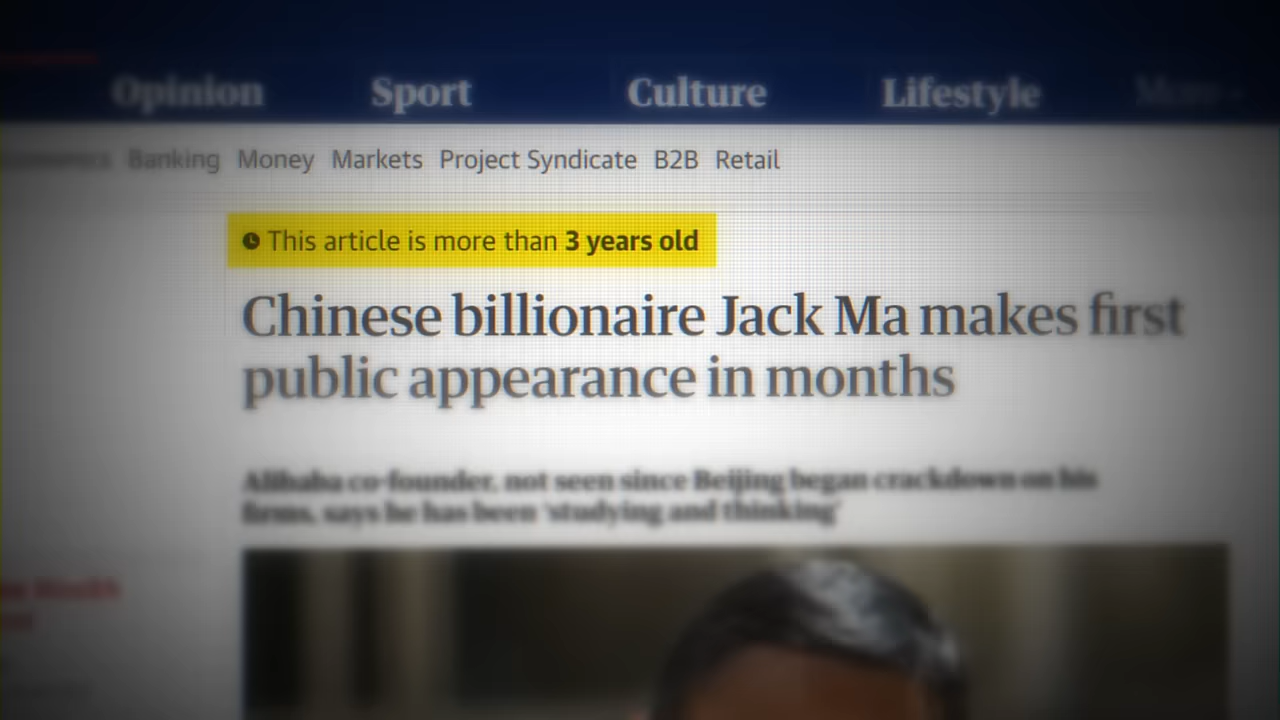 Opinion Sport Culture Lifestyle More
Banking Money Markets Project Syndicate B2B Retail
This article is more than 3 years old
Chinese billionaire Jack Ma makes first
public appearance in months
Alibaba co-founder, not seen since Beijing began crackdown on his
firms, says he has been 'studying and thinking'